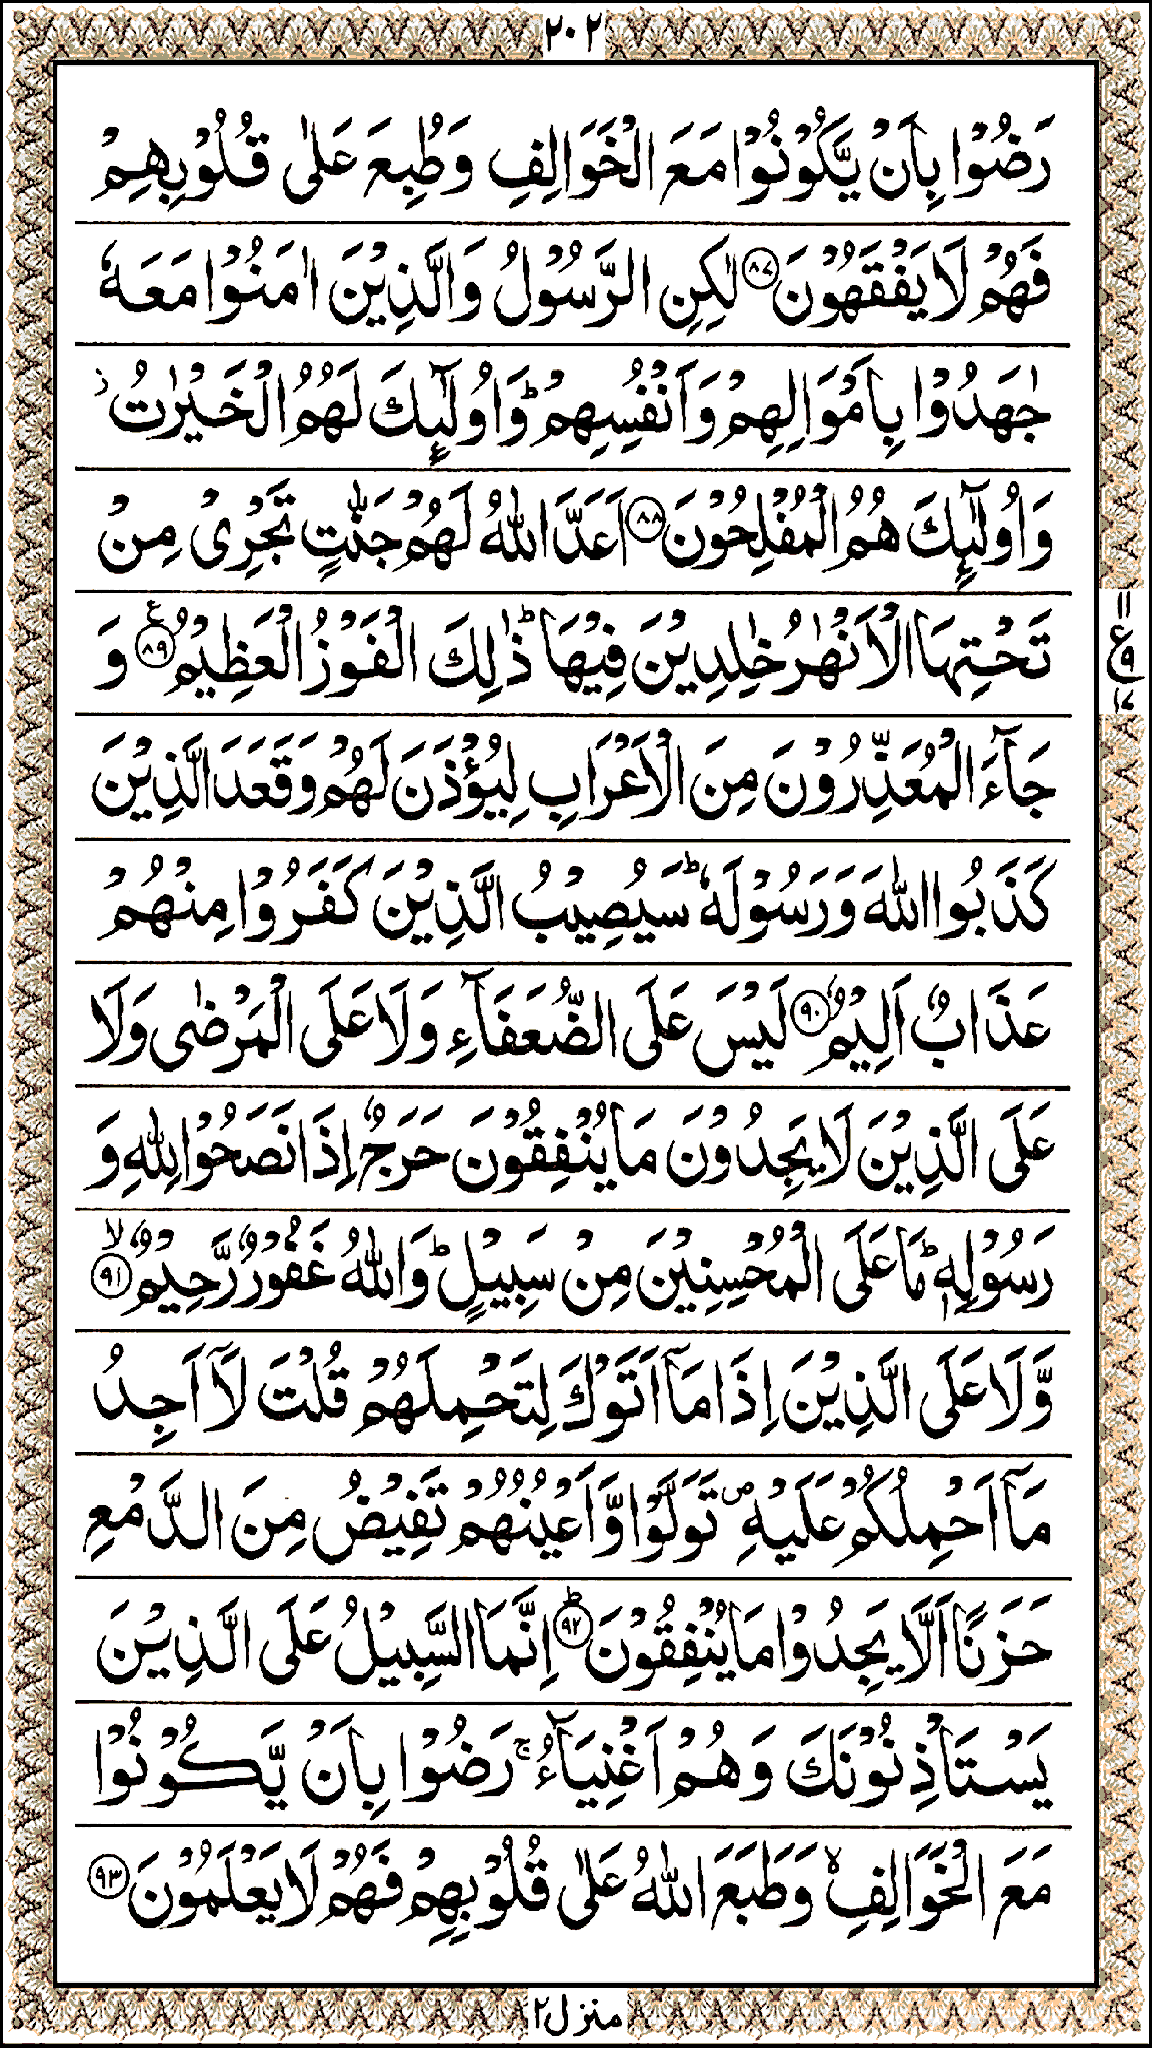 ٢٠٢
رَضُوْا بِاَنْ يَّكُوْنُوْا مَعَ الْخَوَالِفِ وَطُبِعَ عَلٰى قُلُوْبِهِمْ
فَهُمْ لَا يَفْقَهُوْنَ ﴿٨٧﴾ لٰكِنِ الرَّسُوْلُ وَالَّذِيْنَ اٰمَنُوْا مَعَهٗ
جٰهَدُوْا بِاَمْوَالِهِمْ وَاَنْفُسِهِمْ ؕ وَاُولٰٓئِكَ لَهُمُ الْخَيْرٰتُ ؗ
وَاُولٰٓئِكَ هُمُ الْمُفْلِحُوْنَ ﴿٨٨﴾ اَعَدَّ اللّٰهُ لَهُمْ جَنّٰتٍ تَجْرِىْ مِنْ
تَحْتِهَا الْاَنْهٰرُ خٰلِدِيْنَ فِيْهَا ؕ ذٰلِكَ الْفَوْزُ الْعَظِيْمُ ﴿٨٩﴾ ع وَ
١١ ع ٩ ١٧
جَآءَ الْمُعَذِّرُوْنَ مِنَ الْاَعْرَابِ لِيُؤْذَنَ لَهُمْ وَقَعَدَ الَّذِيْنَ
كَذَبُوا اللّٰهَ وَرَسُوْلَهٗ ؕ سَيُصِيْبُ الَّذِيْنَ كَفَرُوْا مِنْهُمْ
عَذَابٌ اَلِيْمٌ ﴿٩٠﴾ لَيْسَ عَلَى الضُّعَفَآءِ وَلَا عَلَى الْمَرْضٰى وَلَا
عَلَى الَّذِيْنَ لَا يَجِدُوْنَ مَا يُنْفِقُوْنَ حَرَجٌ اِذَا نَصَحُوْا لِلّٰهِ وَ
رَسُوْلِهٖ ؕ مَا عَلَى الْمُحْسِنِيْنَ مِنْ سَبِيْلٍ ؕ وَاللّٰهُ غَفُوْرٌ رَّحِيْمٌ ﴿٩١﴾ ۙ
وَّلَا عَلَى الَّذِيْنَ اِذَا مَآ اَتَوْكَ لِتَحْمِلَهُمْ قُلْتَ لَآ اَجِدُ
مَآ اَحْمِلُكُمْ عَلَيْهِ ۪ تَوَلَّوْا وَّاَعْيُنُهُمْ تَفِيْضُ مِنَ الدَّمْعِ
حَزَنًا اَلَّا يَجِدُوْا مَا يُنْفِقُوْنَ ﴿٩٢﴾ ؕ اِنَّمَا السَّبِيْلُ عَلَى الَّذِيْنَ
يَسْتَاْذِنُوْنَكَ وَهُمْ اَغْنِيَآءُ ۚ رَضُوْا بِاَنْ يَّكُوْنُوْا
مَعَ الْخَوَالِفِ ۙ وَطَبَعَ اللّٰهُ عَلٰى قُلُوْبِهِمْ فَهُمْ لَا يَعْلَمُوْنَ ﴿٩٣﴾
منزل ٢